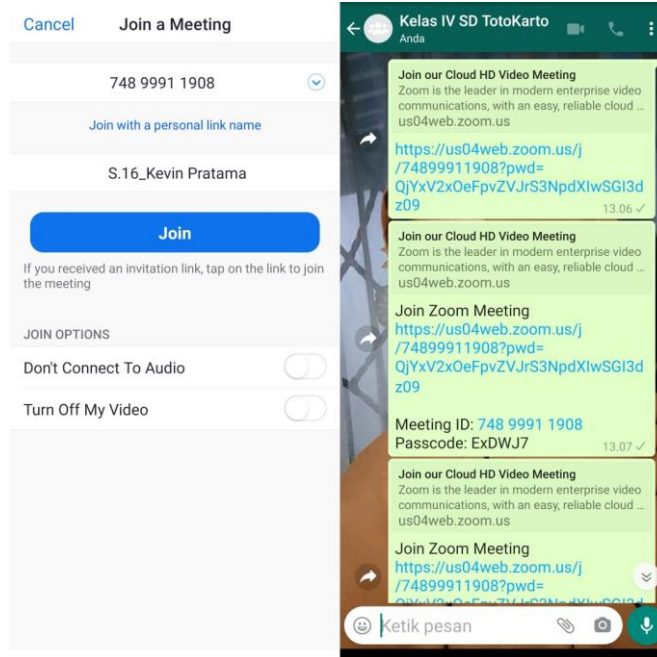 Cancel
Join a Meeting
748 9991 1908
Join with a personal link name
S.16_Kevin Pratama
Join
If you received an invitation link, tap on the link to join
the meeting
JOIN OPTIONS
Don't Connect To Audio
Turn Off My Video
Kelas IV SD TotoKarto
Anda
Join our Cloud HD Video Meeting
Zoom is the leader in modern enterprise video
communications, with an easy, reliable cloud ...
us04web.zoom.us
https://us04web.zoom.us/j
/74899911908?pwd=
QjYxV2xOeFpvZVJrS3NpdXIwSGI3d
z09
13.06
Join our Cloud HD Video Meeting
Zoom is the leader in modern enterprise video
communications, with an easy, reliable cloud ...
us04web.zoom.us
Join Zoom Meeting
https://us04web.zoom.us/j
/74899911908?pwd=
QjYxV2xOeFpvZVJrS3NpdXIwSGI3d
z09
Meeting ID: 748 9991 1908
Passcode: ExDWJ7
13.07
Join our Cloud HD Video Meeting
Zoom is the leader in modern enterprise video
communications, with an easy, reliable cloud ...
us04web.zoom.us
Join Zoom Meeting
https://us04web.zoom.us/j
/74899911908?pwd=
Ketik pesan